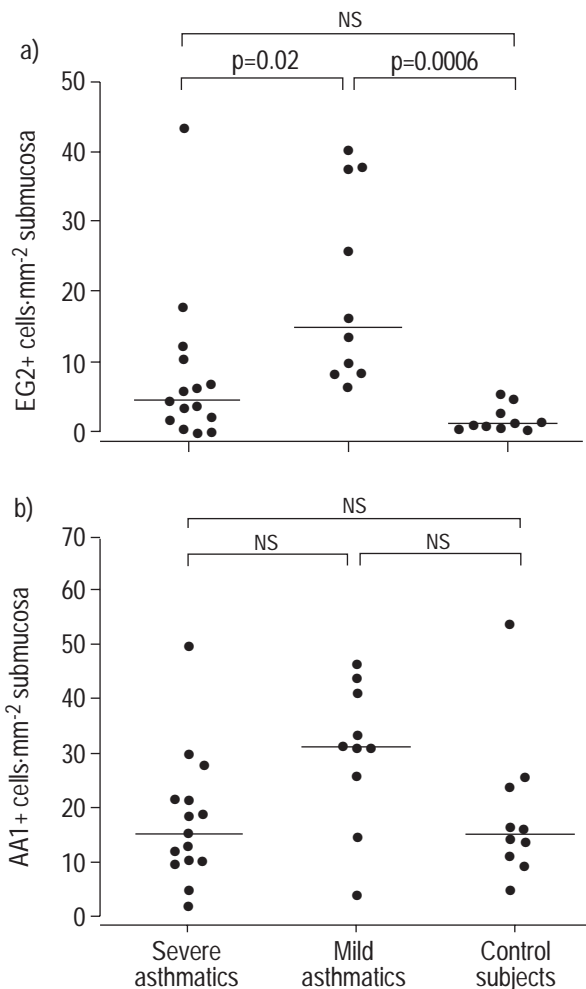 a)
NS
p=0.02 p=0.0006
EG2+ cells·mm-2 submucosa
50
40
30
20
10
0
b)
NS
NS NS
AA1+ cells·mm-2 submucosa
70
60
50
40
30
20
10
0
Severe asthmatics
Mild asthmatics
Control subjects